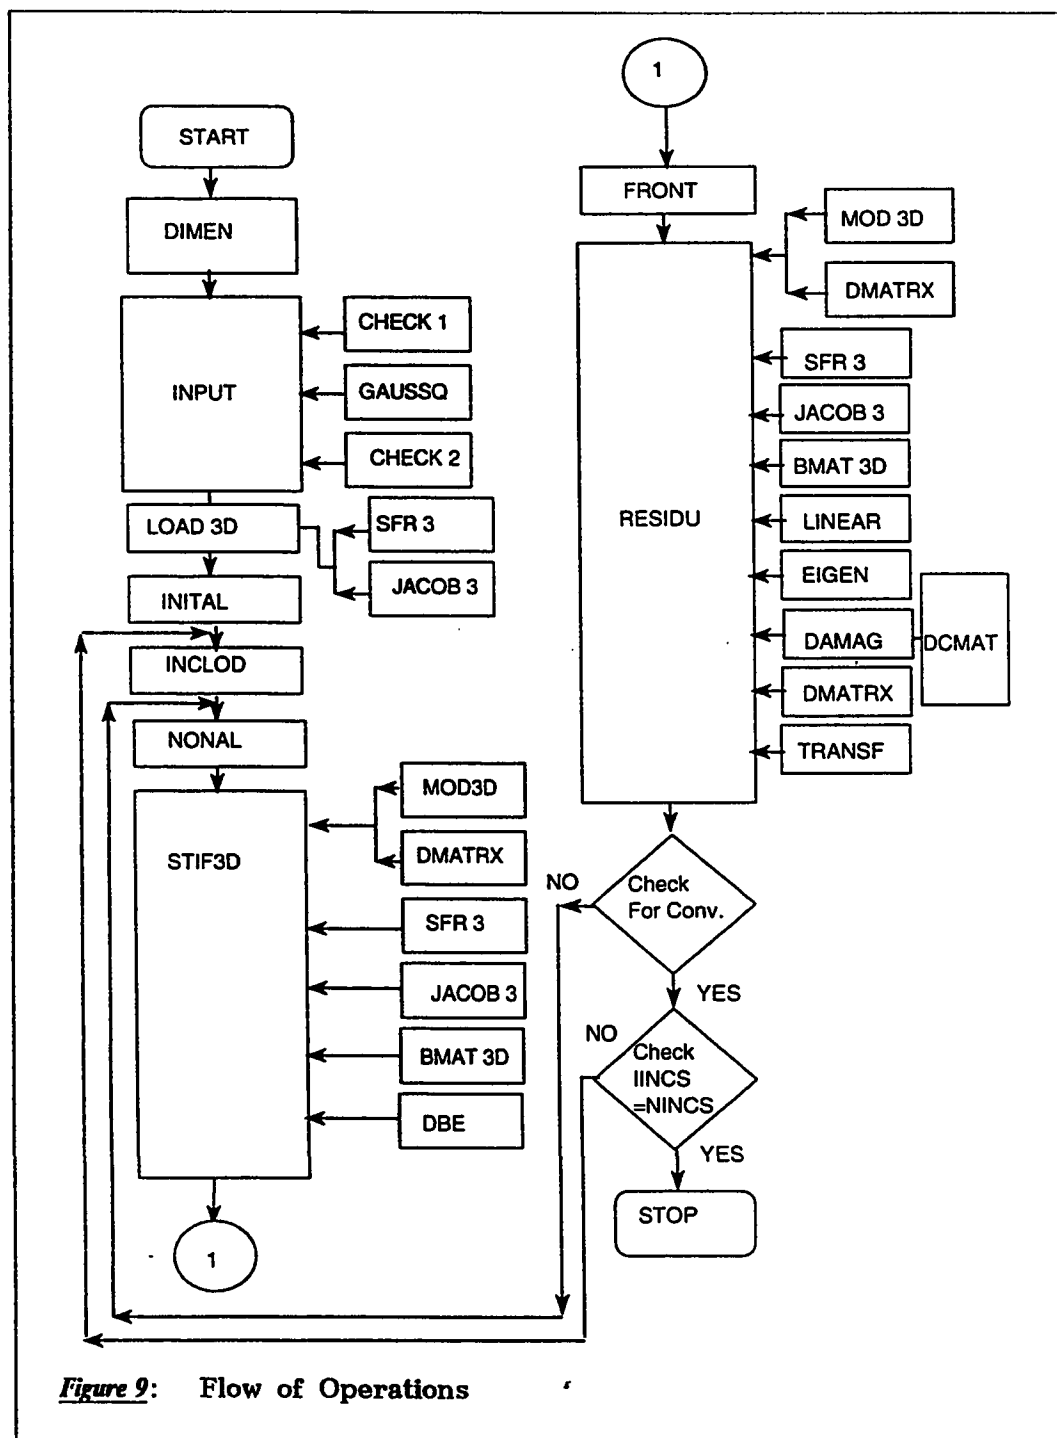 START
DIMEN
INPUT
CHECK 1
GAUSSQ
CHECK 2
LOAD 3D
SFR 3
JACOB 3
INITAL
INCLOD
NONAL
STIF3D
MOD3D
DMATRX
SFR 3
JACOB 3
BMAT 3D
DBE
1
1
FRONT
RESIDU
MOD 3D
DMATRX
SFR 3
JACOB 3
BMAT 3D
LINEAR
EIGEN
DAMAG
DCMAT
DMATRX
TRANSF
Check
For Conv.
NO
YES
Check
IINCS
=NINCS
NO
YES
STOP
Figure 9: Flow of Operations